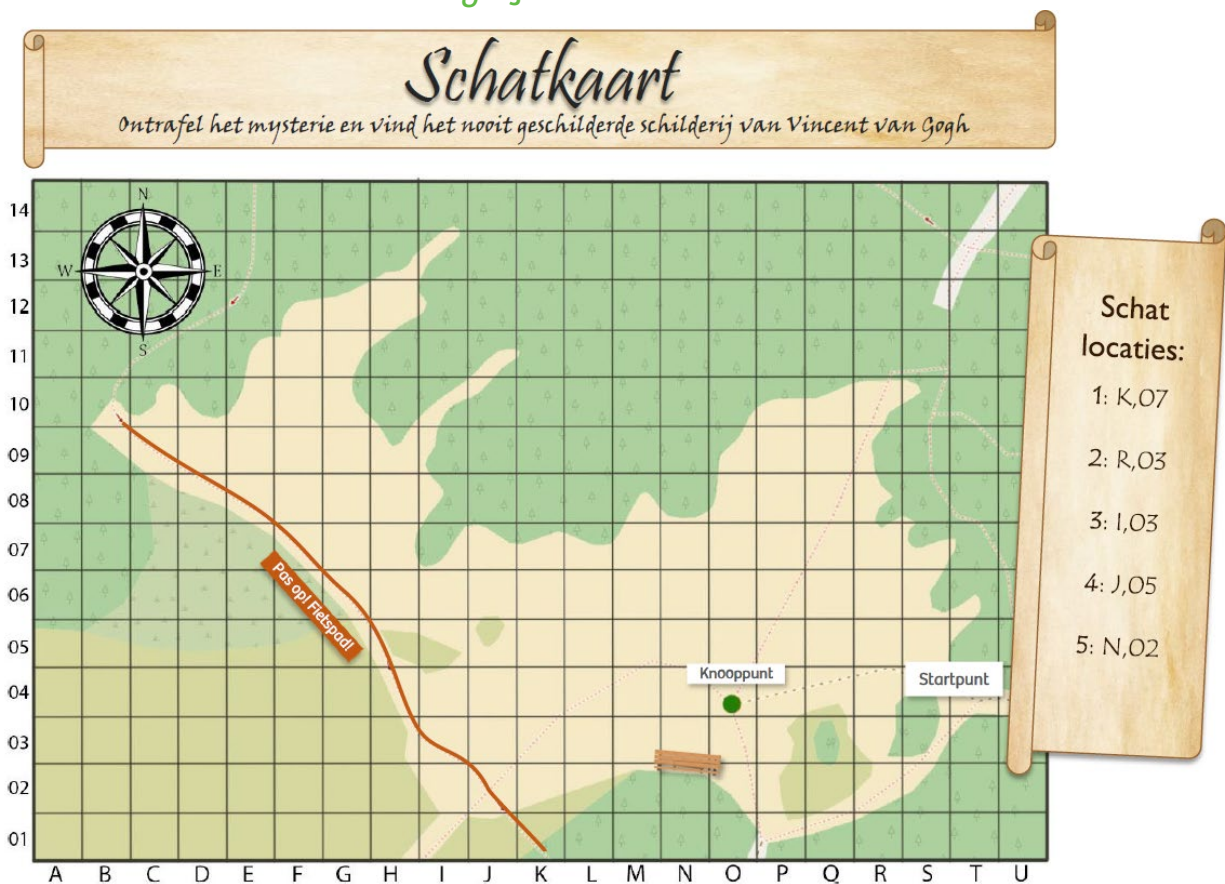 Schatkaart
Ontrafel het mysterie en vind het nooit geschilderde schilderij van Vincent van Gogh
N
W
E
S
14
13
12
11
10
09
08
07
06
05
04
03
02
01
Pas op! Fietspad!
Knooppunt
Startpunt
A B C D E F G H I J K L M N O P Q R S T U
Schat
locaties:
1: K,07
2: R,03
3: I,03
4: J,05
5: N,02